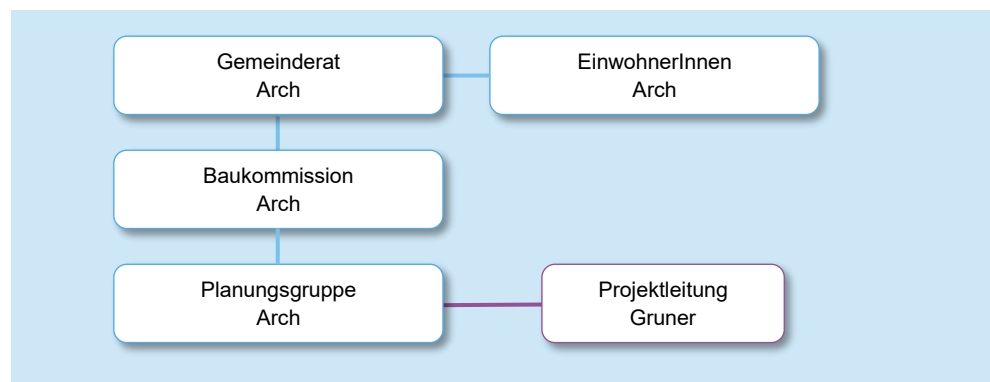 Gemeinderat
Arch
EinwohnerInnen
Arch
Baukommission
Arch
Planungsgruppe
Arch
Projektleitung
Gruner